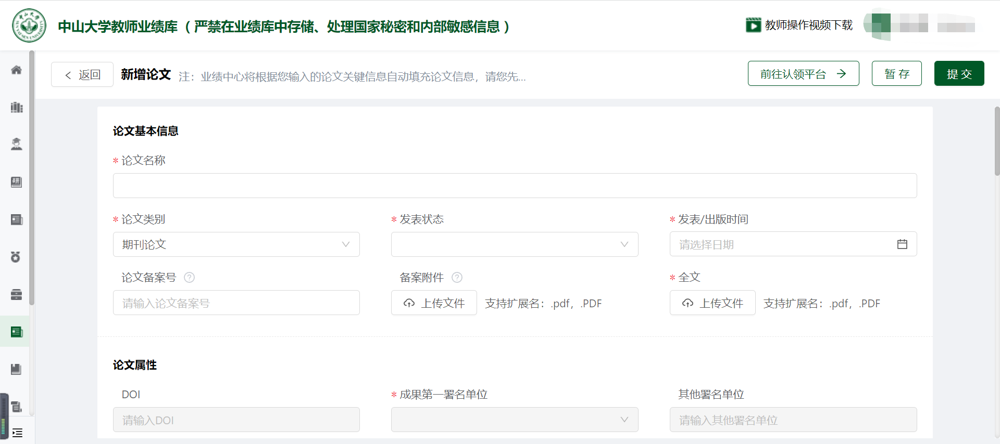 中山大学教师业绩库（严禁在业绩库中存储、处理国家秘密和内部敏感信息）
教师操作视频下载
返回
新增论文
注：业绩中心将根据您输入的论文关键信息自动填充论文信息，请您先...
前往认领平台
暂 存
提 交
论文基本信息
* 论文名称
* 论文类别
* 发表状态
* 发表/出版时间
期刊论文
请选择日期
论文备案号 ?
备案附件 ?
* 全文
请输入论文备案号
上传文件 支持扩展名：.pdf，.PDF
上传文件 支持扩展名：.pdf，.PDF
论文属性
DOI
* 成果第一署名单位
其他署名单位
请输入DOI
请输入其他署名单位